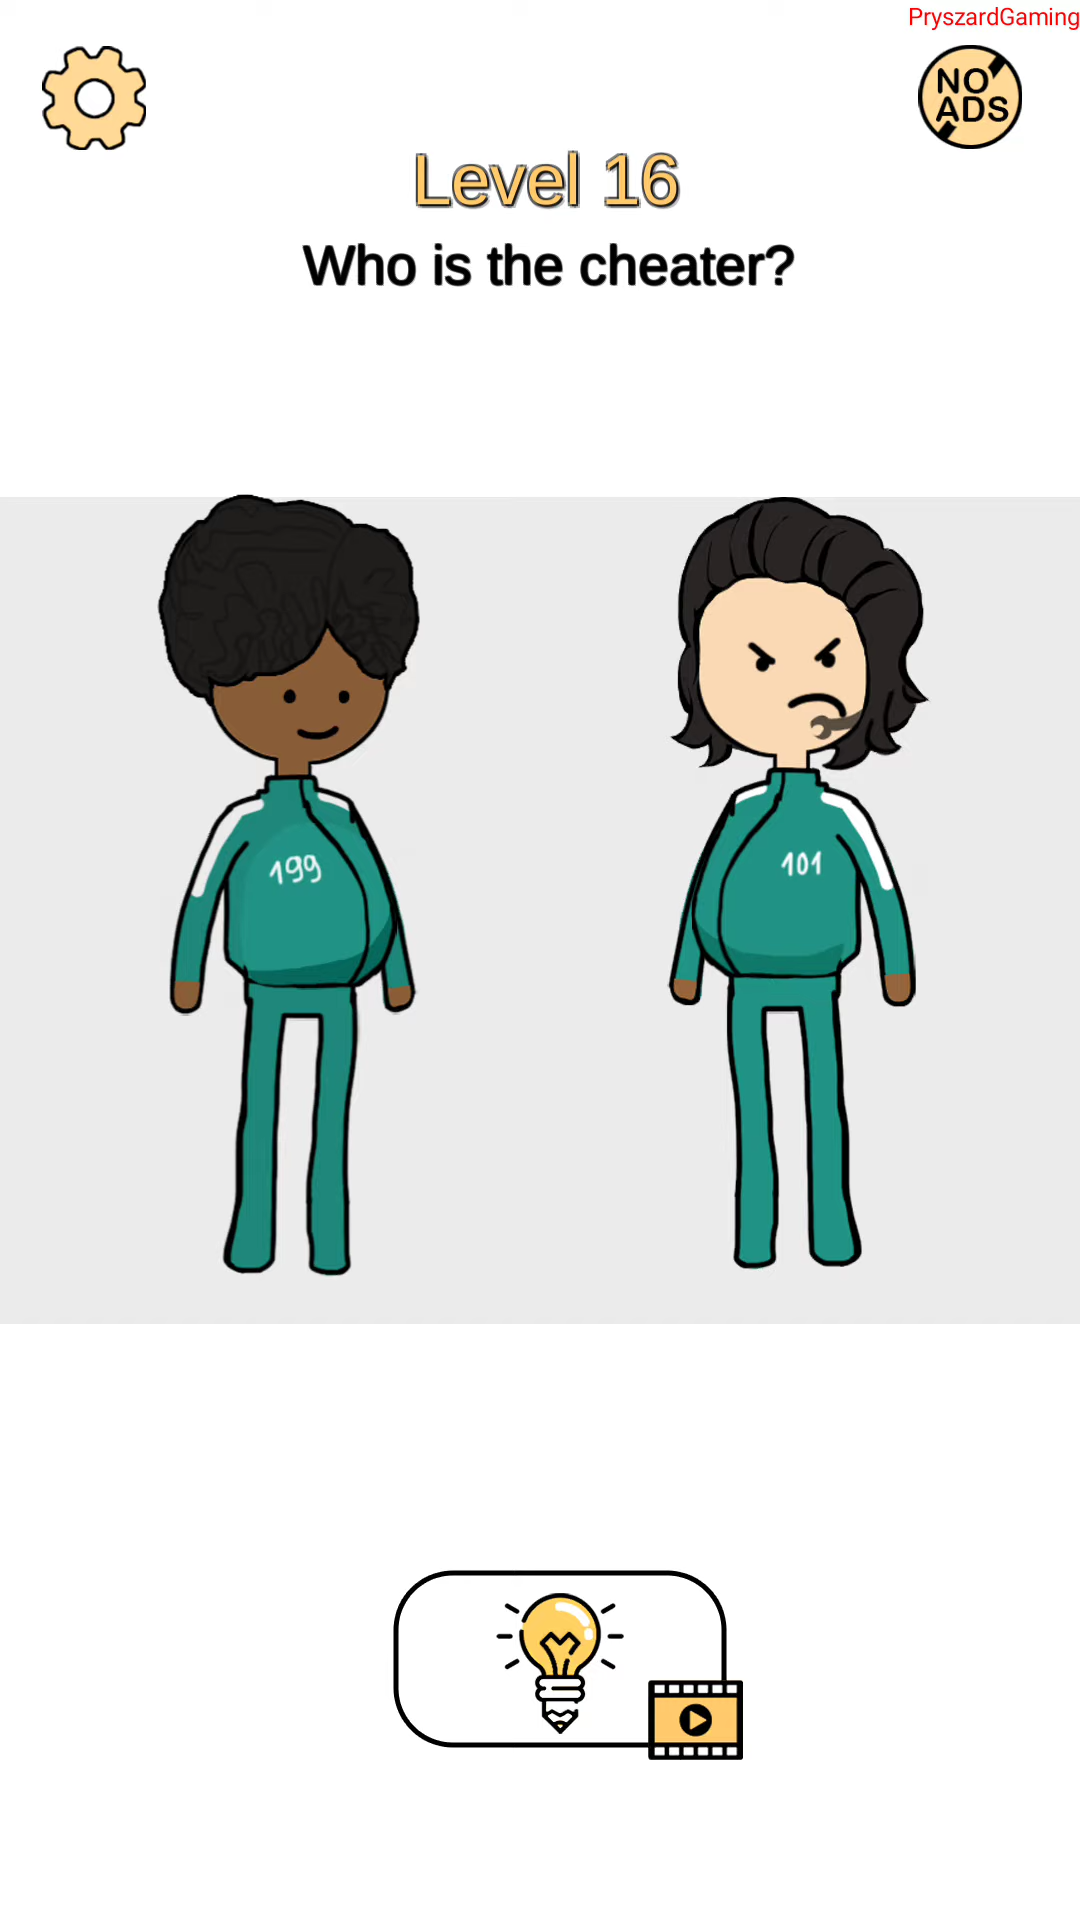 PryszardGaming
NO
ADS
Level 16
Who is the cheater?
199
101